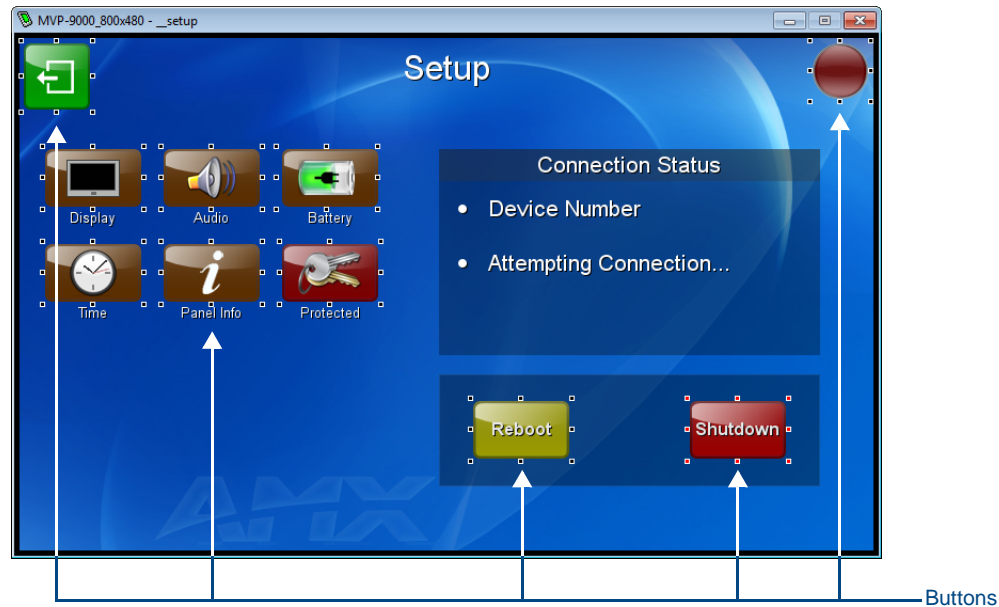 MVP-9000_800x480 - __setup
Setup
Display
Audio
Battery
Time
Panel Info
Protected
Connection Status
• Device Number
• Attempting Connection...
Reboot
Shutdown
AMX
Buttons